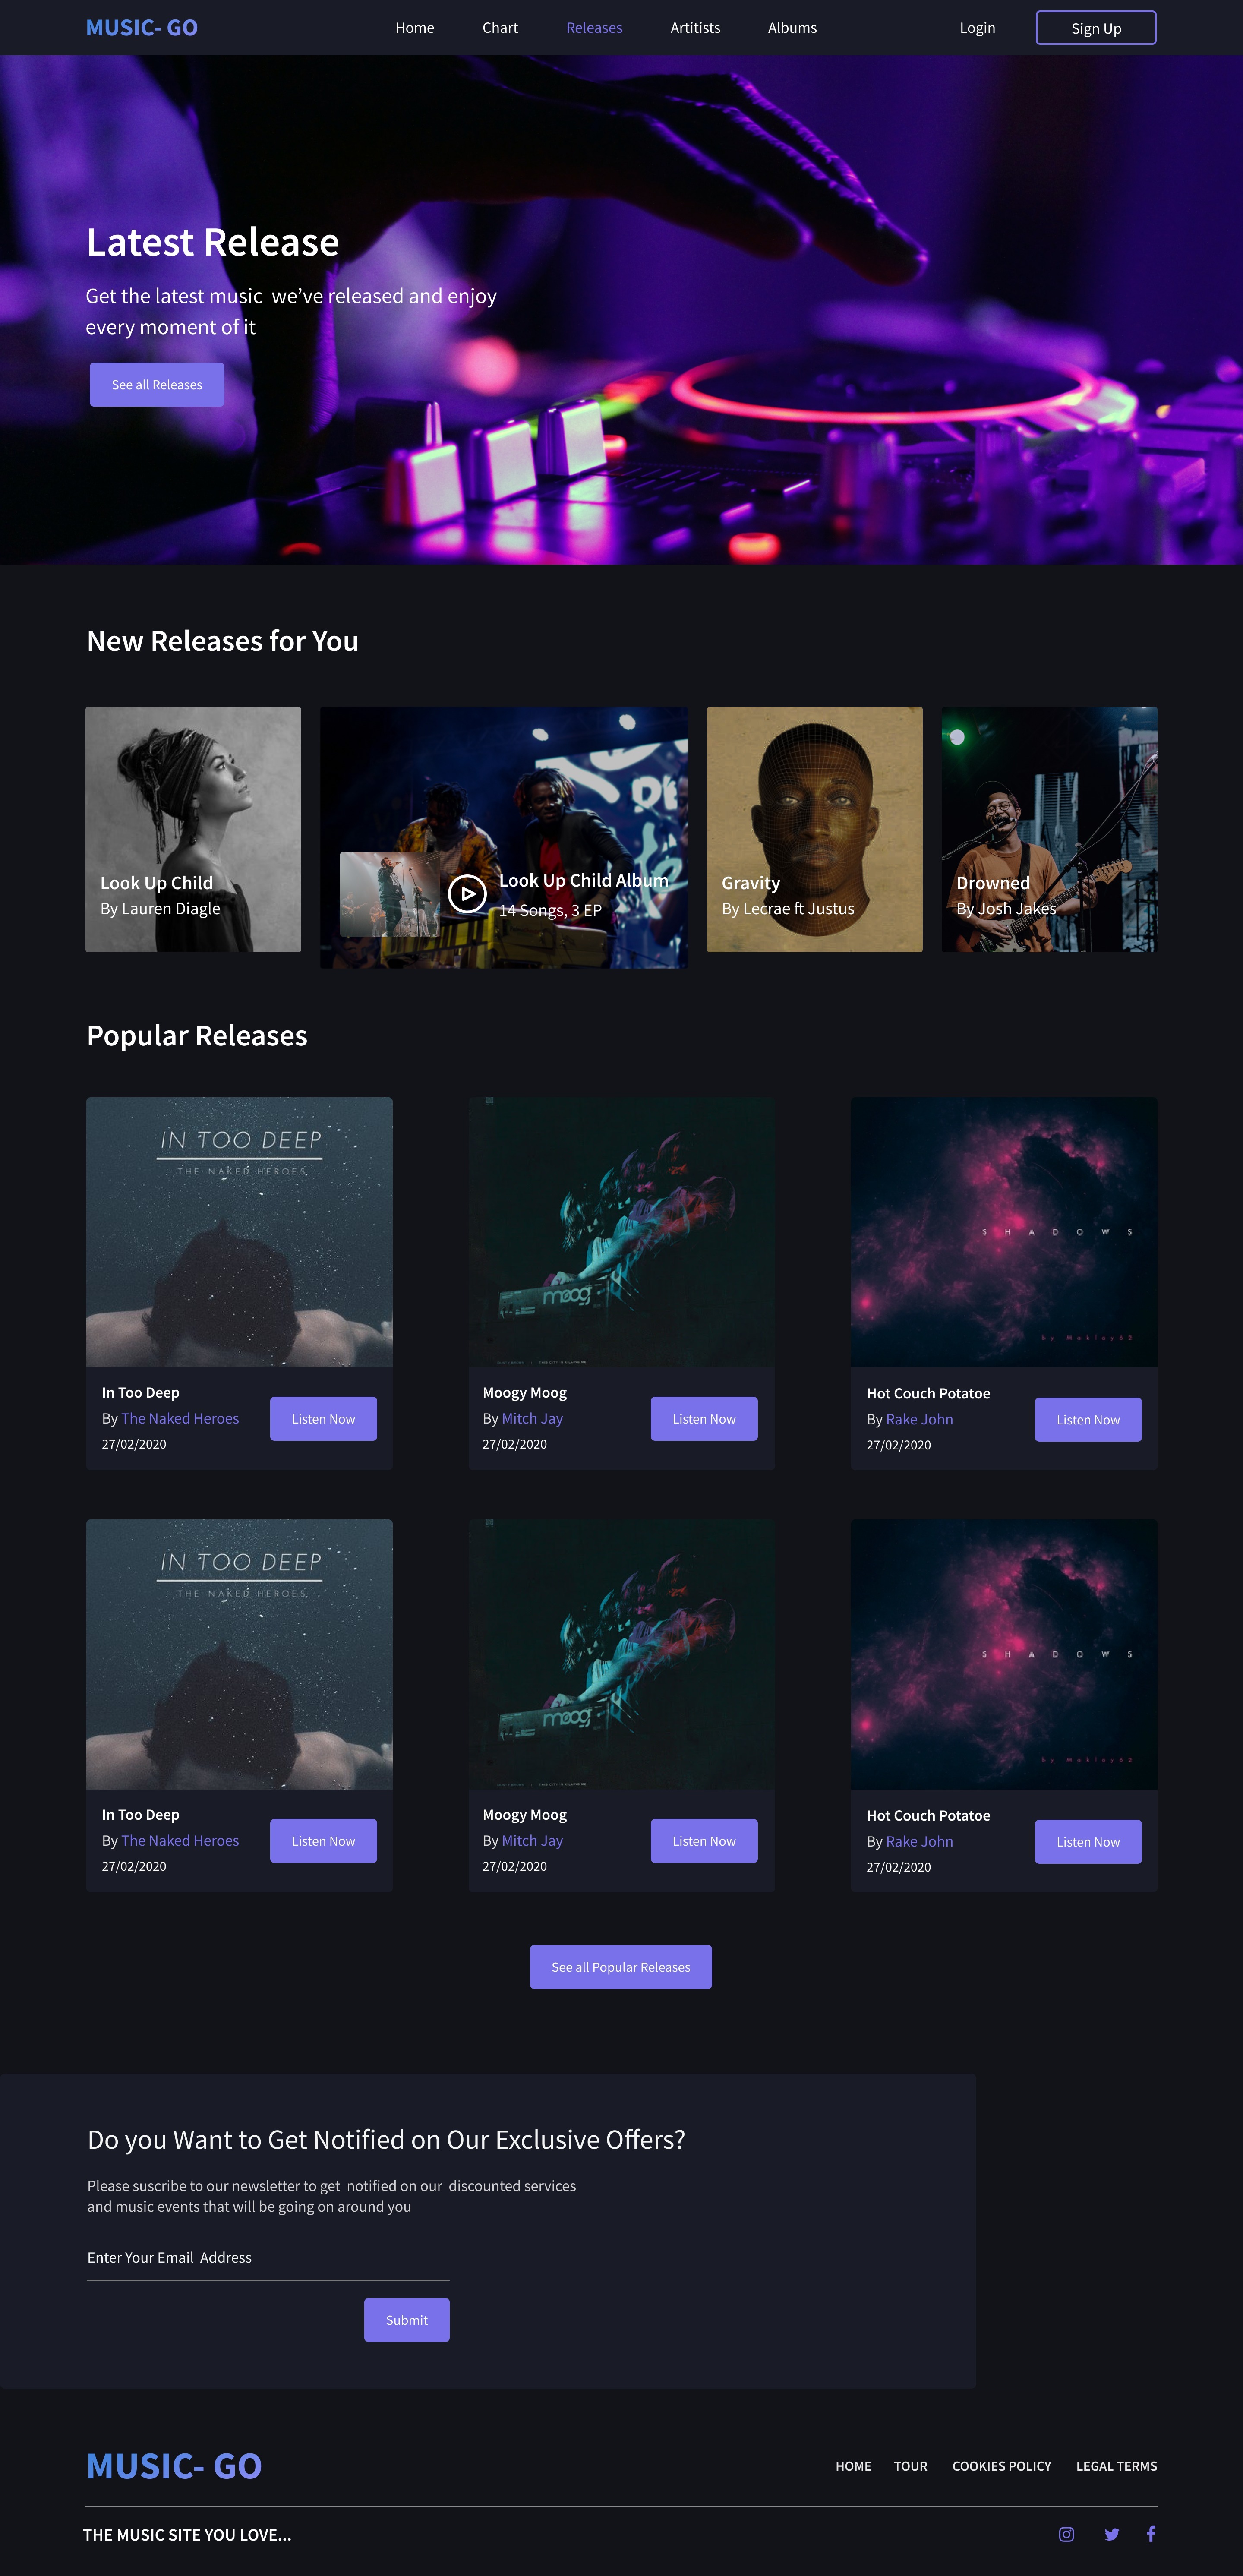 MUSIC- GO
Home
Chart
Releases
Artitists
Albums
Login
Sign Up
Latest Release
Get the latest music  we've released and enjoy
every moment of it
See all Releases
New Releases for You
Look Up Child
By Lauren Diagle
Look Up Child Album
14 Songs, 3 EP
Gravity
By Lecrae ft Justus
Drowned
By Josh Jakes
Popular Releases
IN TOO DEEP
THE NAKED HEROES
In Too Deep
By The Naked Heroes
27/02/2020
Listen Now
moog
Moogy Moog
By Mitch Jay
27/02/2020
Listen Now
SHADOWS
by Maklay62
Hot Couch Potatoe
By Rake John
27/02/2020
Listen Now
IN TOO DEEP
THE NAKED HEROES
In Too Deep
By The Naked Heroes
27/02/2020
Listen Now
moog
Moogy Moog
By Mitch Jay
27/02/2020
Listen Now
SHADOWS
by Maklay62
Hot Couch Potatoe
By Rake John
27/02/2020
Listen Now
See all Popular Releases
Do you Want to Get Notified on Our Exclusive Offers?
Please suscribe to our newsletter to get  notified on our  discounted services
and music events that will be going on around you
Enter Your Email  Address
Submit
MUSIC- GO
HOME
TOUR
COOKIES POLICY
LEGAL TERMS
THE MUSIC SITE YOU LOVE...